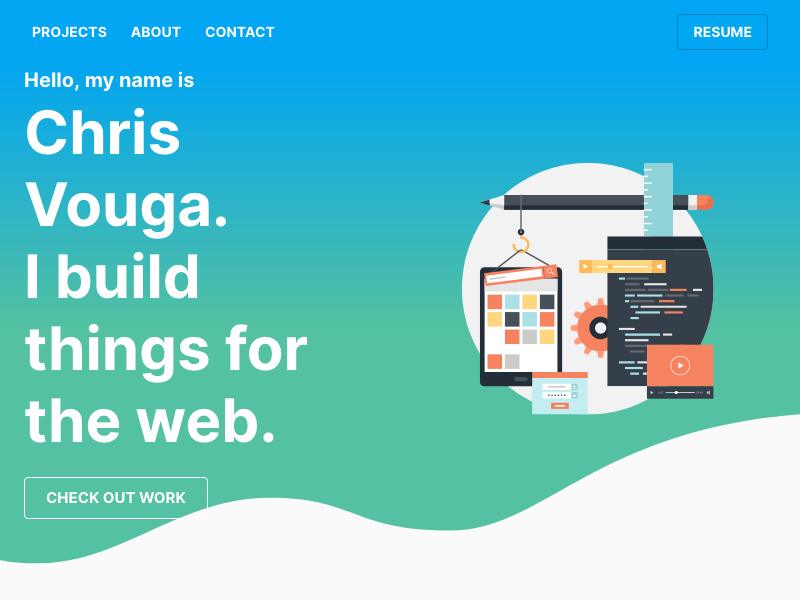 PROJECTS ABOUT CONTACT RESUME
Hello, my name is
Chris
Vouga.
I build
things for
the web.
CHECK OUT WORK